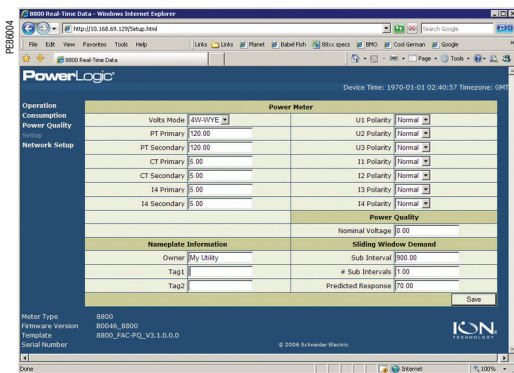 PE86004
8800 Real-Time Data - Windows Internet Explorer
http://10.168.69.129/Setup.html
Search Google
File Edit View Favorites Tools Help
Links Links Planet Babel Fish 88xx specs BMO Cool German Google
8800 Real-Time Data
Page Tools
PowerLogic
Device Time: 1970-01-01 02:40:57 Timezone: GMT
Operation
Consumption
Power Quality
Setup
Network Setup
Power Meter
Volts Mode 4W-WYE U1 Polarity Normal
PT Primary 120.00 U2 Polarity Normal
PT Secondary 120.00 U3 Polarity Normal
CT Primary 5.00 I1 Polarity Normal
CT Secondary 5.00 I2 Polarity Normal
I4 Primary 5.00 I3 Polarity Normal
I4 Secondary 5.00 I4 Polarity Normal
Power Quality
Nominal Voltage 0.00
Nameplate Information Sliding Window Demand
Owner My Utility Sub Interval 900.00
Tag1 # Sub Intervals 1.00
Tag2 Predicted Response 70.00
Save
Meter Type 8800
Firmware Version 80046_8800
Template 8800_FAC-PQ_V3.1.0.0.0
Serial Number
© 2006 Schneider Electric
ION
TECHNOLOGY
Done Internet 100%